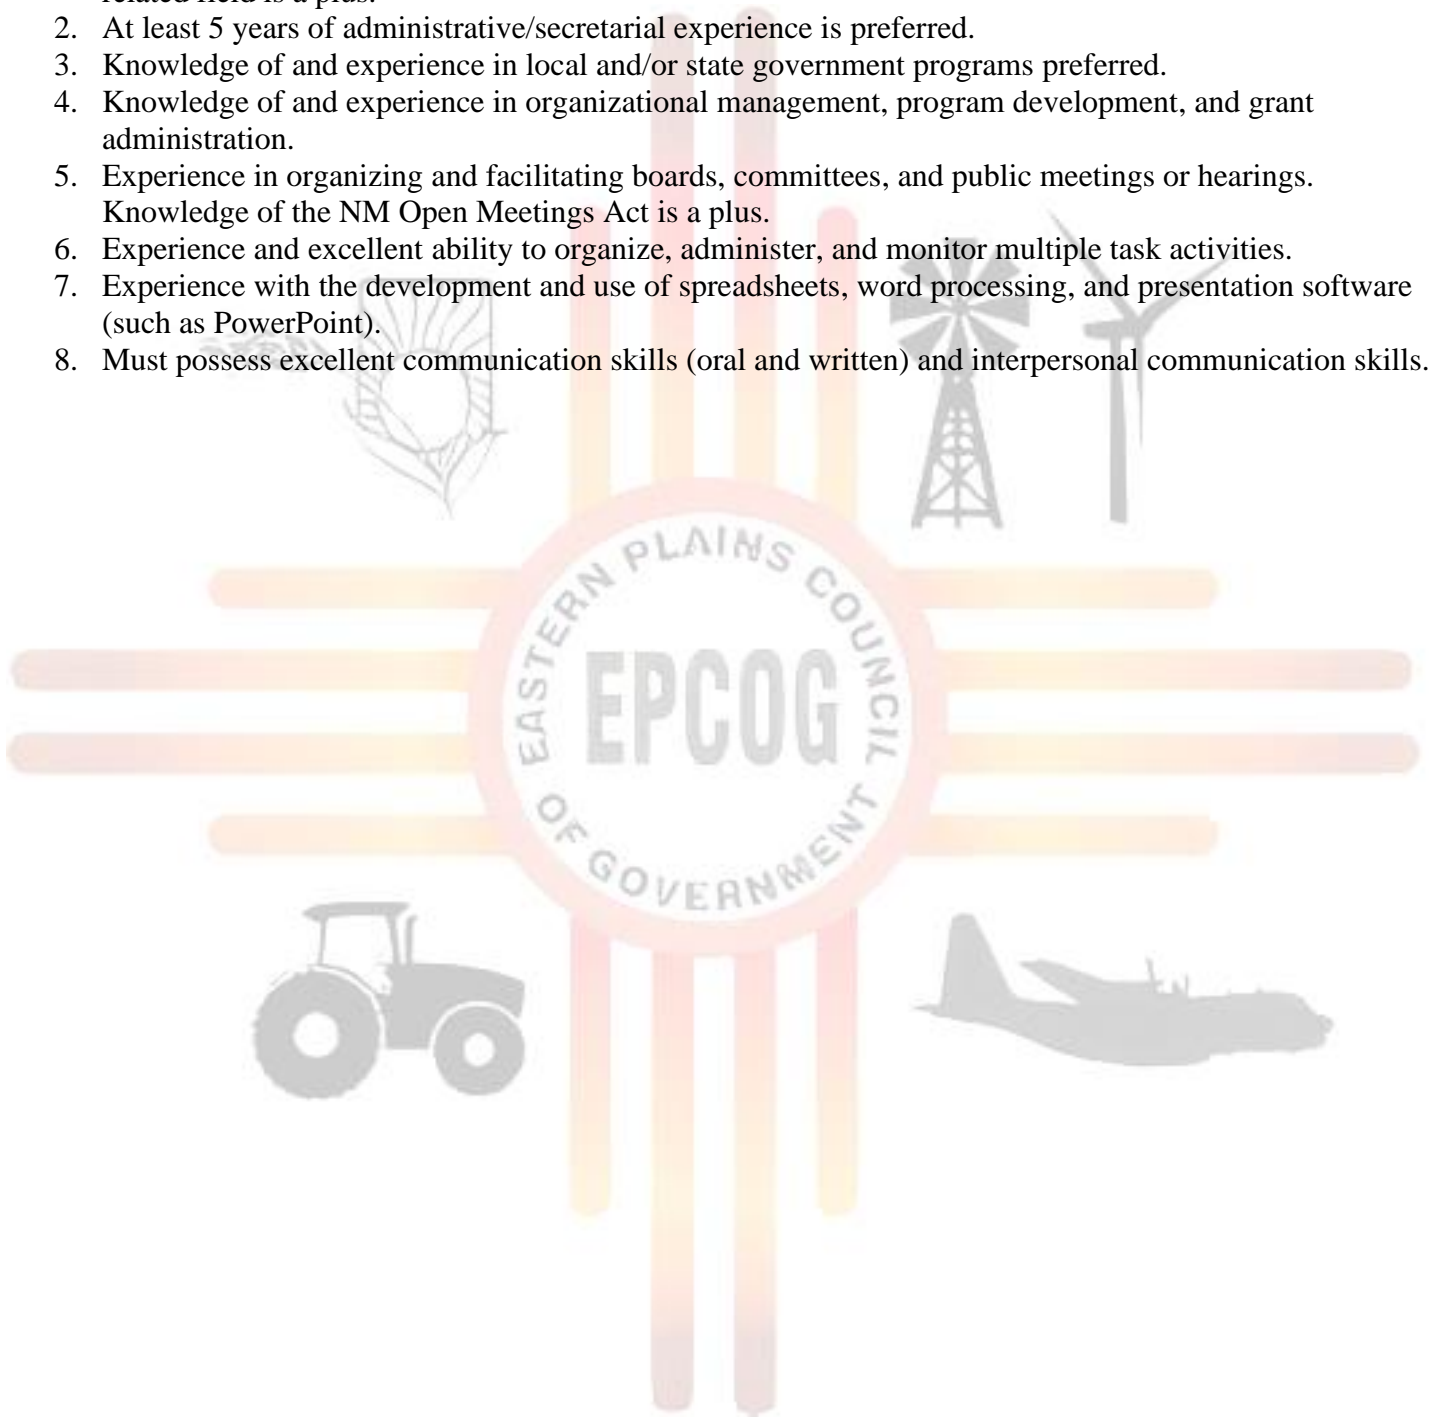 related field is a plus.
2. At least 5 years of administrative/secretarial experience is preferred.
3. Knowledge of and experience in local and/or state government programs preferred.
4. Knowledge of and experience in organizational management, program development, and grant
administration.
5. Experience in organizing and facilitating boards, committees, and public meetings or hearings.
Knowledge of the NM Open Meetings Act is a plus.
6. Experience and excellent ability to organize, administer, and monitor multiple task activities.
7. Experience with the development and use of spreadsheets, word processing, and presentation software
(such as PowerPoint).
8. Must possess excellent communication skills (oral and written) and interpersonal communication skills.
EASTERN PLAINS COUNCIL
EPCOG
OF GOVERNMENT